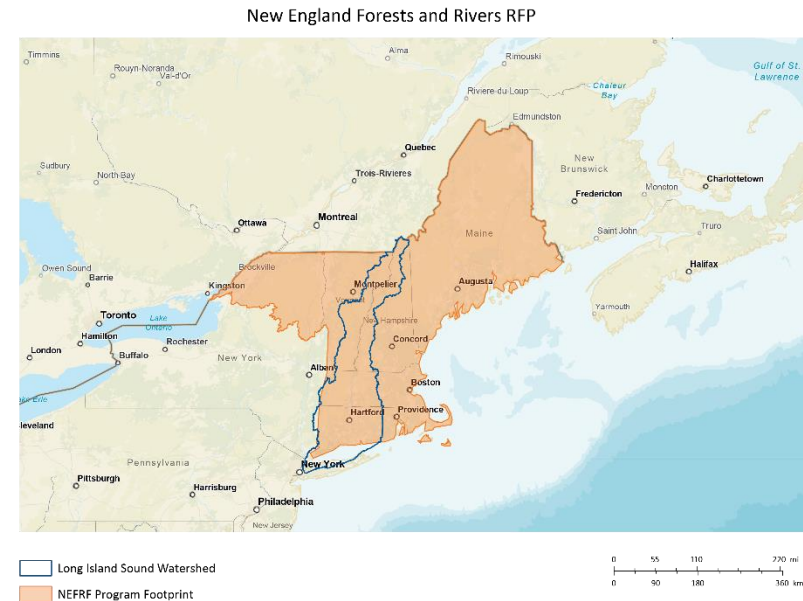 New England Forests and Rivers RFP
Timmins
Rouyn-Noranda
Val-d'Or
Alma
Rimouski
Gulf of St.
Lawrence
Chaleur
Bay
Riviere-du-Loup
Edmundston
Sudbury
North Bay
Quebec
Trois-Rivieres
New
Brunswick
Charlottetown
Moncton
Fredericton
Ottawa
Montreal
Maine
Saint John
Truro
Owen Sound
Barrie
Brockville
Kingston
Montpelier
Vermont
Augusta
Halifax
Yarmouth
Toronto
Lake
Ontario
Hamilton
Rochester
New Hampshire
Concord
London
Buffalo
New York
Albany
Boston
Lake Erie
Hartford
Providence
leveland
Pennsylvania
New York
Pittsburgh
Harrisburg
Philadelphia
New Jersey
Long Island Sound Watershed
NEFRF Program Footprint
0 55 110 220 mi
0 90 180 360 km